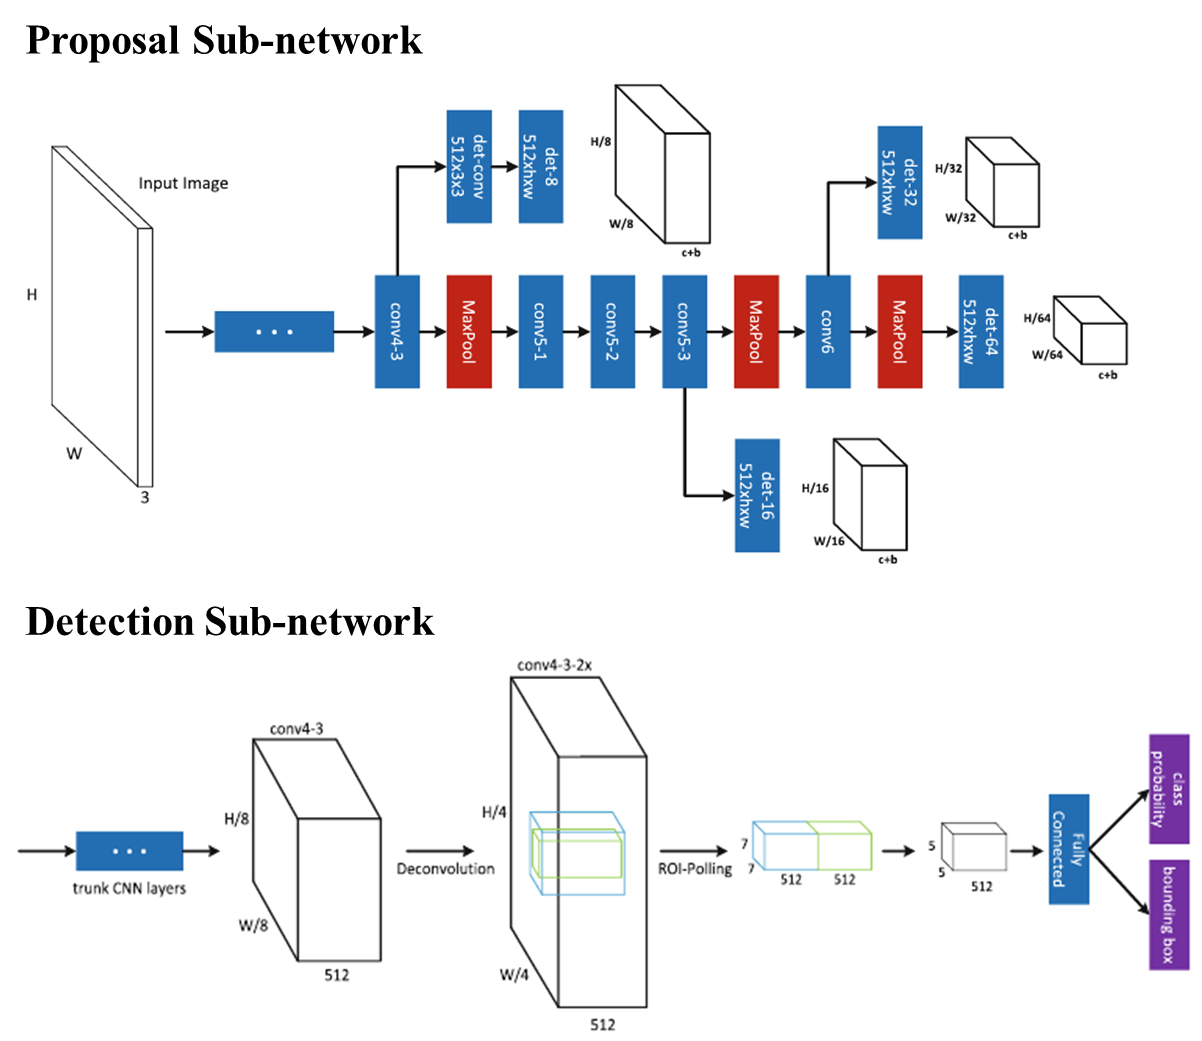 Proposal Sub-network
Input Image
H
W
3
...
conv4-3
det-conv
512x3x3
det-8
512xhxw
H/8
W/8
c+b
MaxPool
conv5-1
conv5-2
conv5-3
MaxPool
conv6
MaxPool
det-64
512xhxw
H/64
W/64
c+b
det-32
512xhxw
H/32
W/32
c+b
det-16
512xhxw
H/16
W/16
c+b
Detection Sub-network
...
trunk CNN layers
conv4-3
H/8
W/8
512
Deconvolution
conv4-3-2x
H/4
W/4
512
ROI-Polling
7
7
512
512
5
5
512
Fully
Connected
class
probability
bounding box